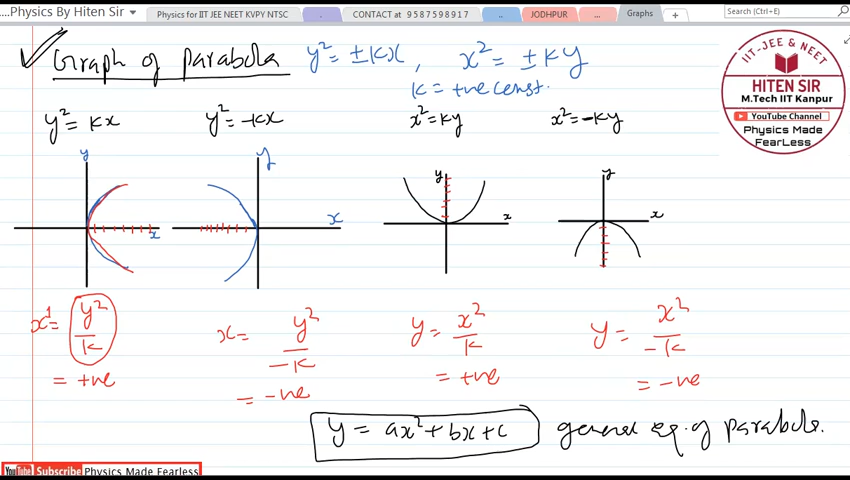 ..Physics By Hiten Sir
Physics for IIT JEE NEET KVPY NTSC
CONTACT at 9587598917
..
JODHPUR
...
Graphs
+
Search (Ctrl+E)
Graph of parabola y² = ±kx, x² = ±ky
k = +ve const.
IIT-JEE & NEET
HITEN SIR
M.Tech IIT Kanpur
YouTube Channel
Physics Made
FearLess
y² = kx y² = -kx x² = ky x² = -ky
y y y y
x x x x
x = y²/k x = y²/-k y = x²/k y = x²/-k
= +ve = -ve = +ve = -ve
y = ax² + bx + c general eq. of parabola.
YouTube Subscribe Physics Made Fearless